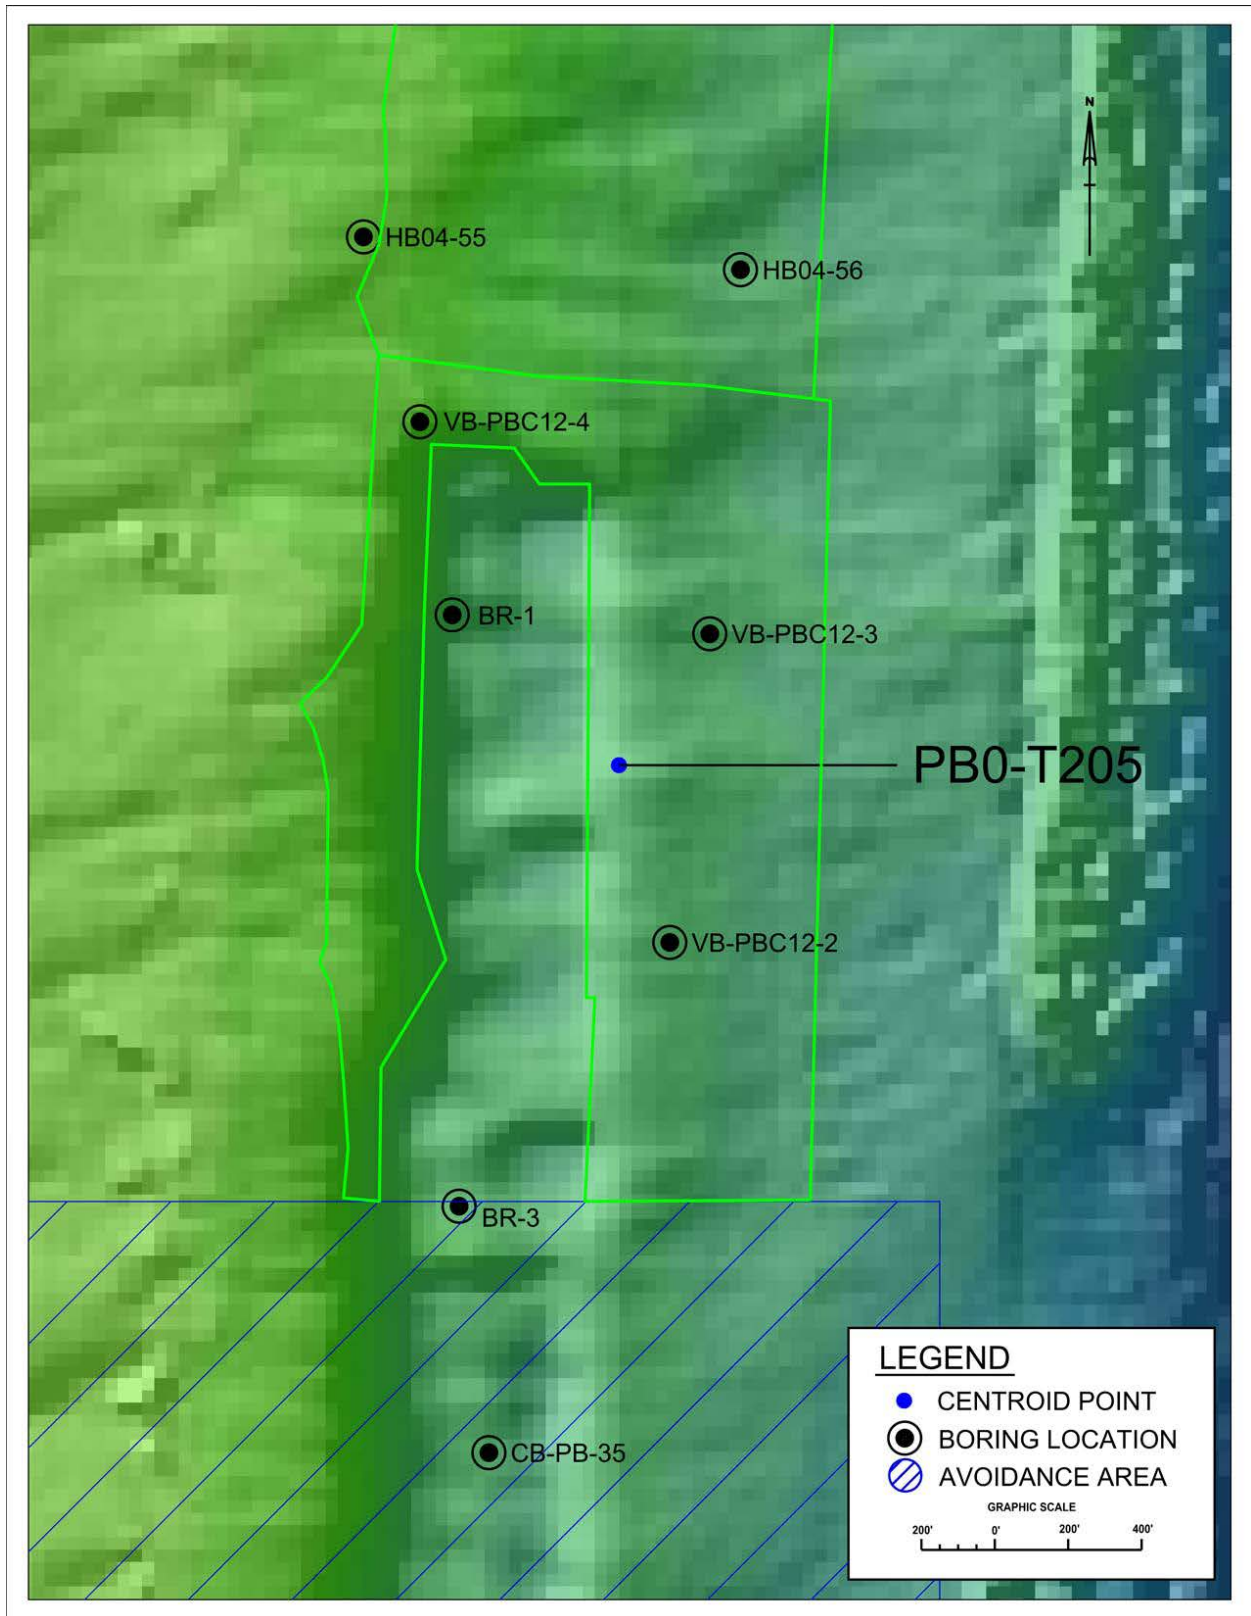 N
HB04-55
HB04-56
VB-PBC12-4
BR-1
VB-PBC12-3
PB0-T205
VB-PBC12-2
BR-3
CB-PB-35
LEGEND
CENTROID POINT
BORING LOCATION
AVOIDANCE AREA
GRAPHIC SCALE
200' 0' 200' 400'